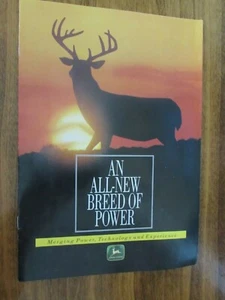 AN
ALL-NEW
BREED OF
POWER
Merging Power, Technology and Experience